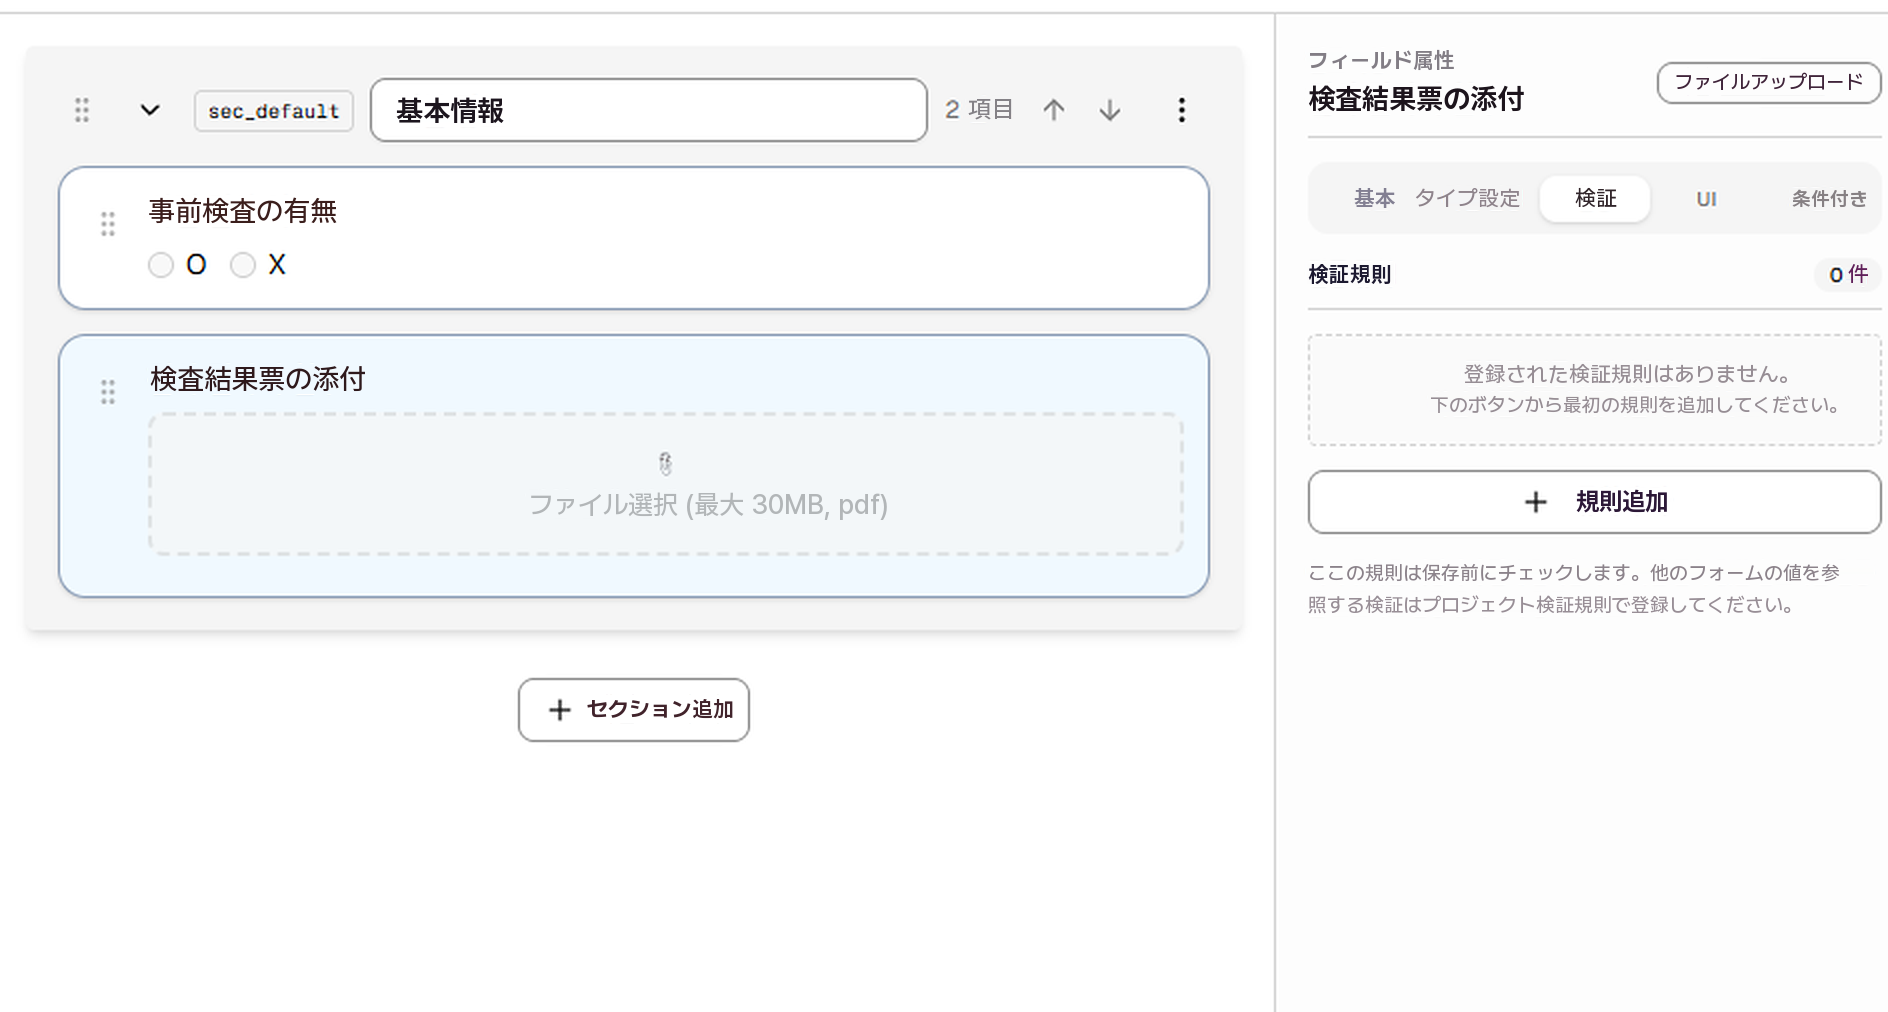 sec_default
基本情報
2 項目
事前検査の有無
O X
検査結果票の添付
ファイル選択 (最大 30MB, pdf)
セクション追加
フィールド属性
検査結果票の添付
ファイルアップロード
基本 タイプ設定 検証 UI 条件付き
検証規則
0 件
登録された検証規則はありません。
下のボタンから最初の規則を追加してください。
規則追加
ここの規則は保存前にチェックします。他のフォームの値を参
照する検証はプロジェクト検証規則で登録してください。